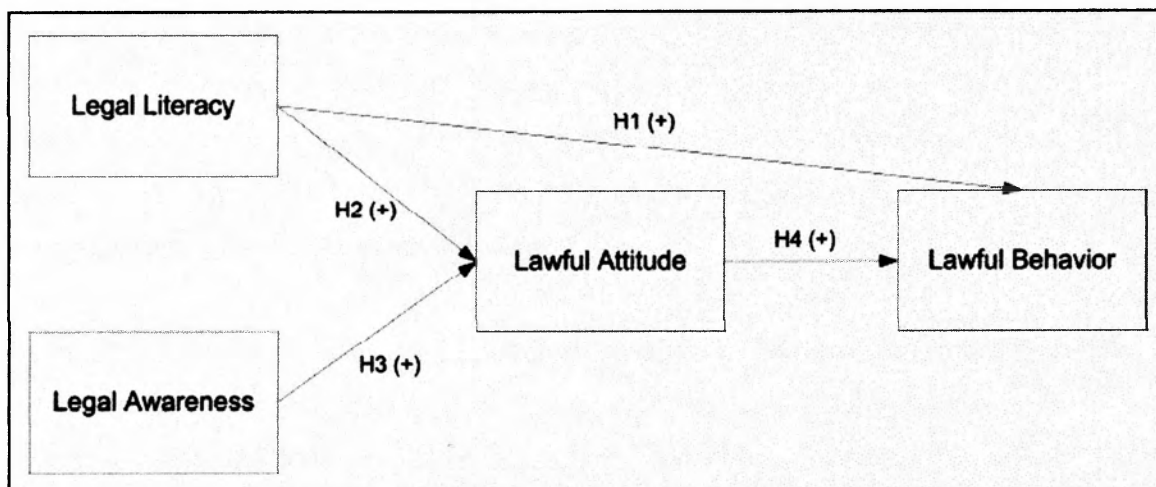 Legal Literacy
H1 (+)
H2 (+)
Lawful Attitude
H4 (+)
Lawful Behavior
H3 (+)
Legal Awareness